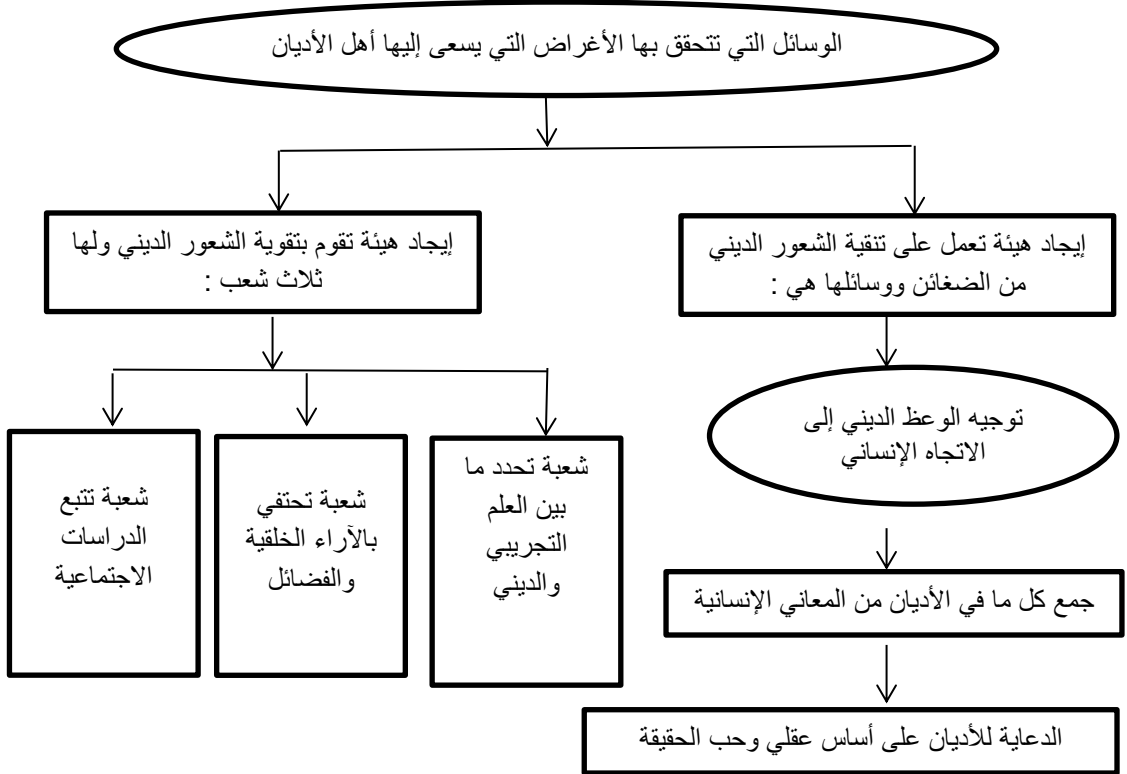 الوسائل التي تتحقق بها الأغراض التي يسعى إليها أهل الأديان
إيجاد هيئة تعمل على تنقية الشعور الديني
من الضغائن ووسائلها هي :
إيجاد هيئة تقوم بتقوية الشعور الديني ولها
ثلاث شعب :
توجيه الوعظ الديني إلى
الاتجاه الإنساني
جمع كل ما في الأديان من المعاني الإنسانية
الدعاية للأديان على أساس عقلي وحب الحقيقة
شعبة تحدد ما
بين العلم
التجريبي
والديني
شعبة تحتفي
بالآراء الخلقية
والفضائل
شعبة تتبع
الدراسات
الاجتماعية